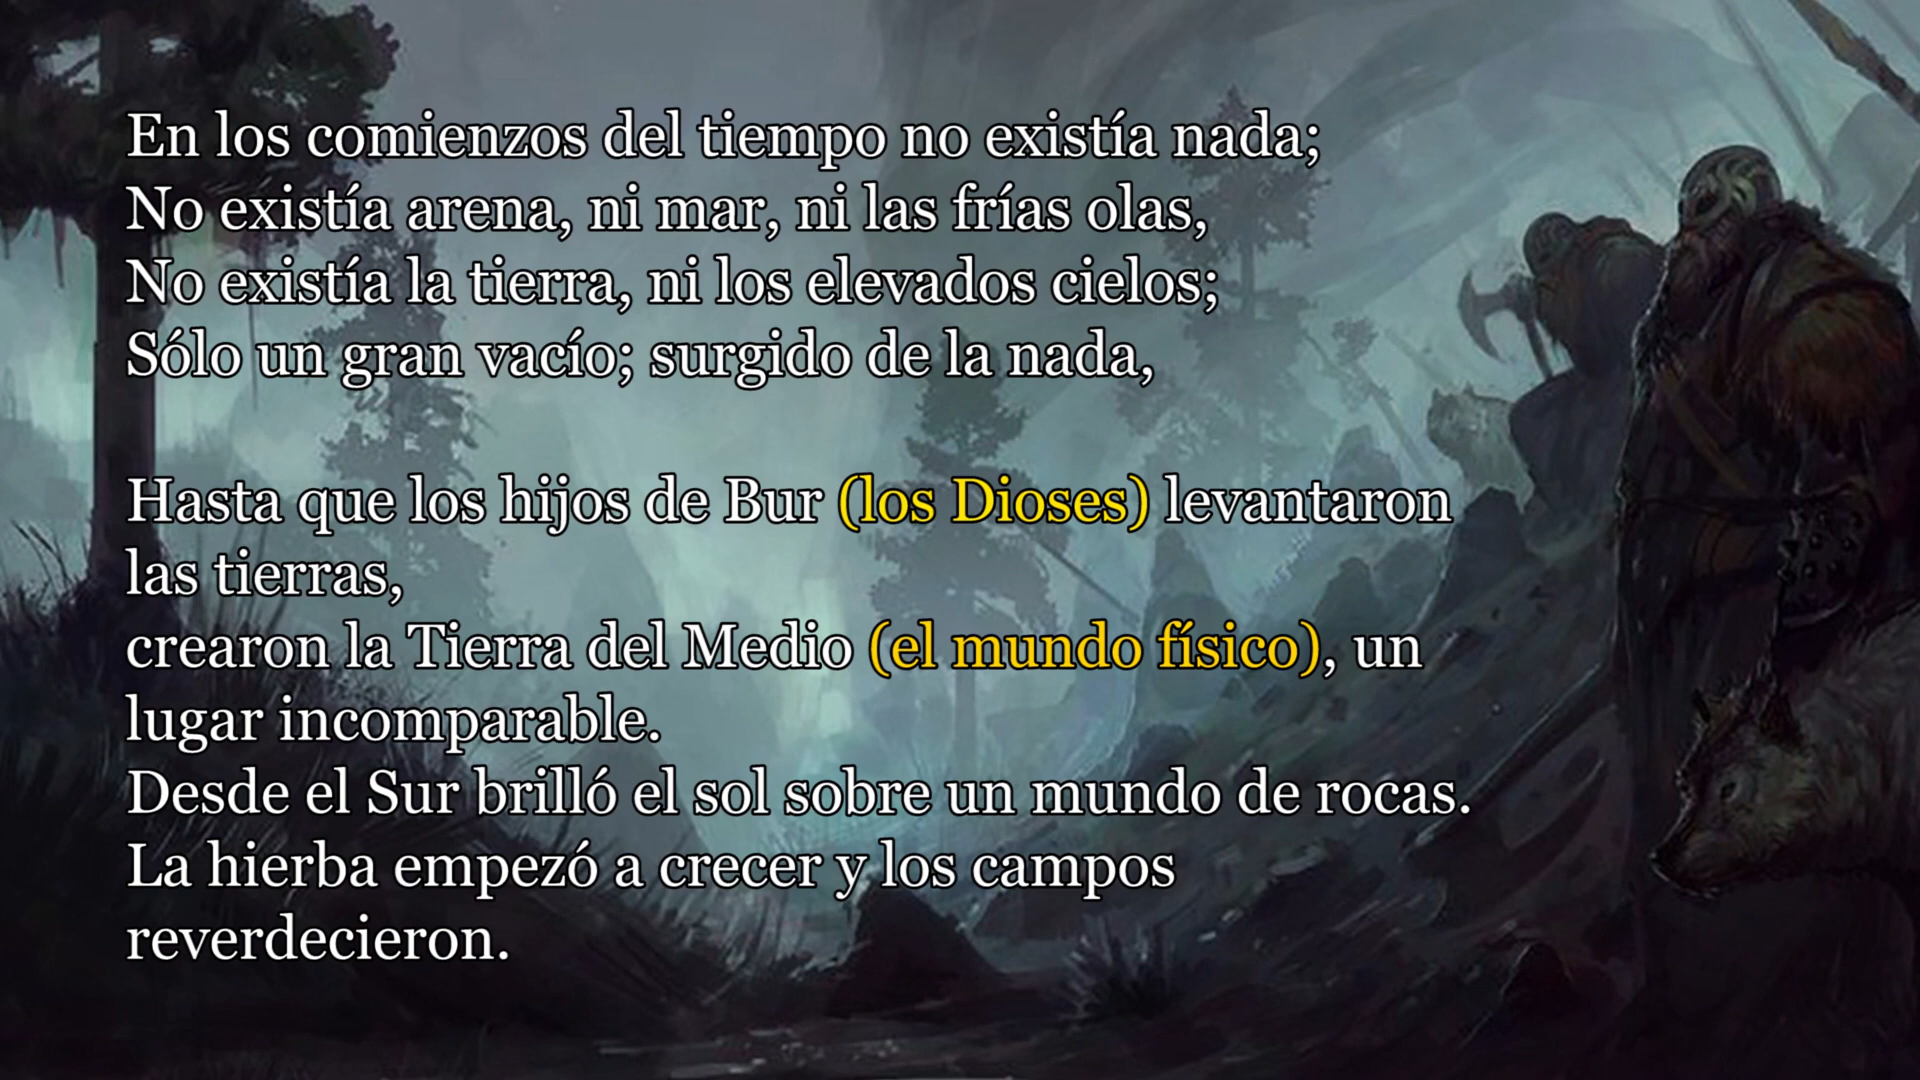 En los comienzos del tiempo no existía nada;
No existía arena, ni mar, ni las frías olas,
No existía la tierra, ni los elevados cielos;
Sólo un gran vacío; surgido de la nada,
Hasta que los hijos de Bur (los Dioses) levantaron
las tierras,
crearon la Tierra del Medio (el mundo físico), un
lugar incomparable.
Desde el Sur brilló el sol sobre un mundo de rocas.
La hierba empezó a crecer y los campos
reverdecieron.